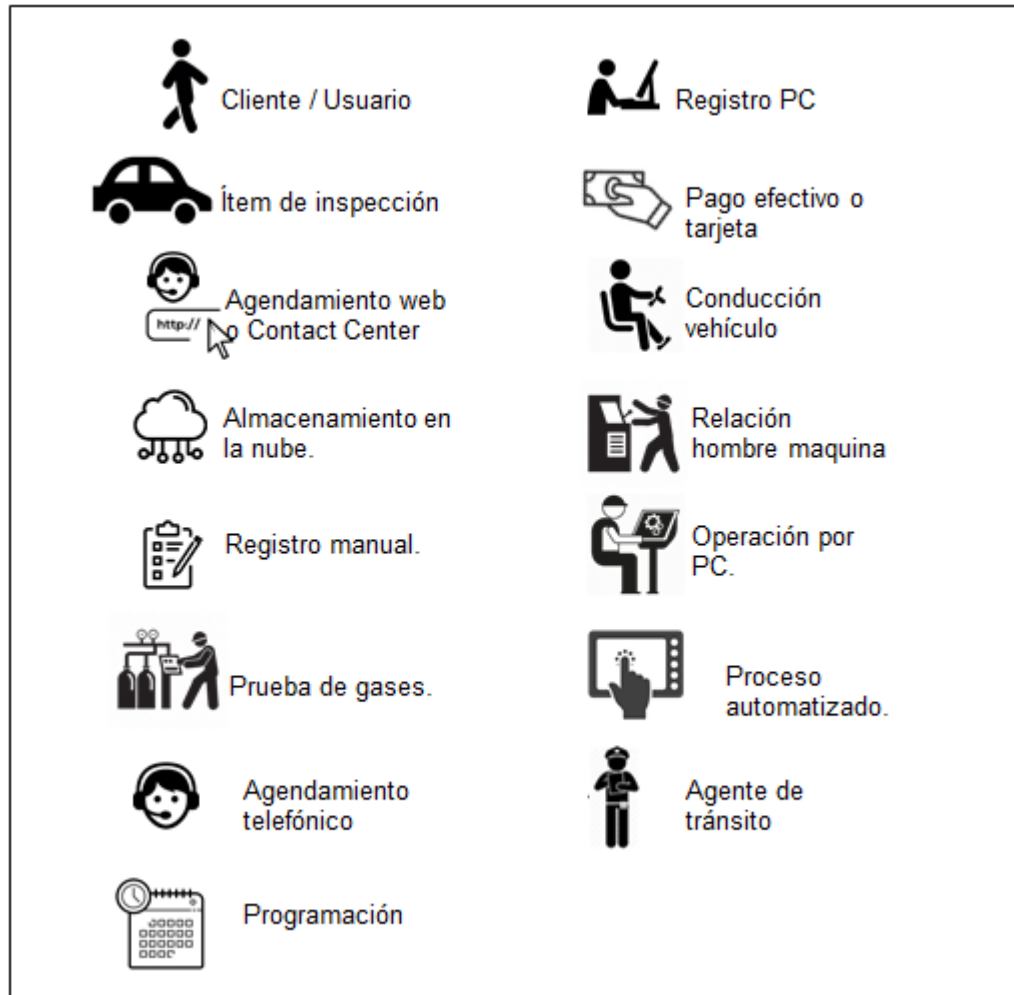 Cliente / Usuario
Registro PC
Ítem de inspección
Pago efectivo o
tarjeta
http://
Agendamiento web
o Contact Center
Conducción
vehículo
Almacenamiento en
la nube.
Relación
hombre maquina
Registro manual.
Operación por
PC.
Prueba de gases.
Proceso
automatizado.
Agendamiento
telefónico
Agente de
tránsito
Programación